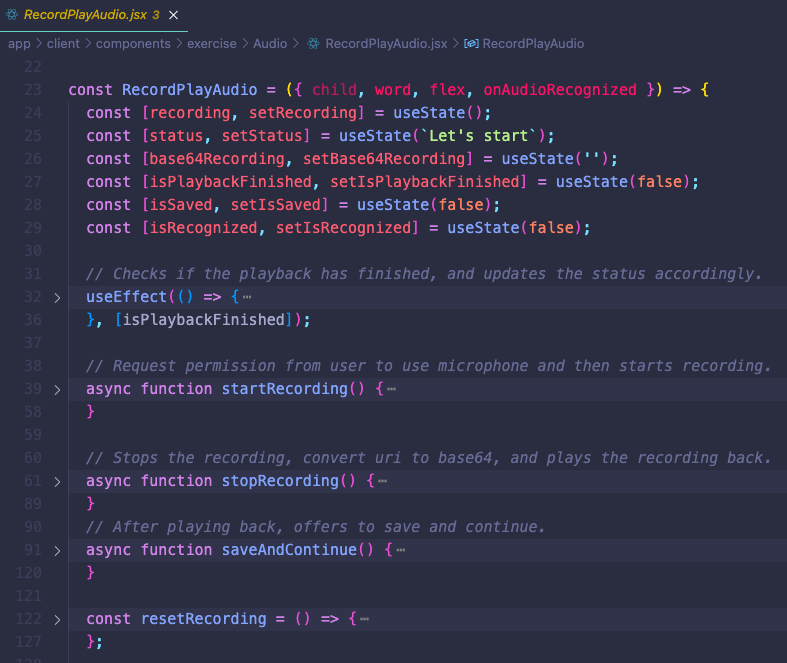 RecordPlayAudio.jsx 3 ×
app > client > components > exercise > Audio > RecordPlayAudio.jsx > RecordPlayAudio
22
23 const RecordPlayAudio = ({ child, word, flex, onAudioRecognized }) => {
24 const [recording, setRecording] = useState();
25 const [status, setStatus] = useState(`Let's start`);
26 const [base64Recording, setBase64Recording] = useState('');
27 const [isPlaybackFinished, setIsPlaybackFinished] = useState(false);
28 const [isSaved, setIsSaved] = useState(false);
29 const [isRecognized, setIsRecognized] = useState(false);
30
31 // Checks if the playback has finished, and updates the status accordingly.
32 > useEffect(() => { ⋯
36 }, [isPlaybackFinished]);
37
38 // Request permission from user to use microphone and then starts recording.
39 > async function startRecording() { ⋯
58 }
59
60 // Stops the recording, convert uri to base64, and plays the recording back.
61 > async function stopRecording() { ⋯
89 }
90 // After playing back, offers to save and continue.
91 > async function saveAndContinue() { ⋯
120 }
121
122 > const resetRecording = () => { ⋯
127 };
128